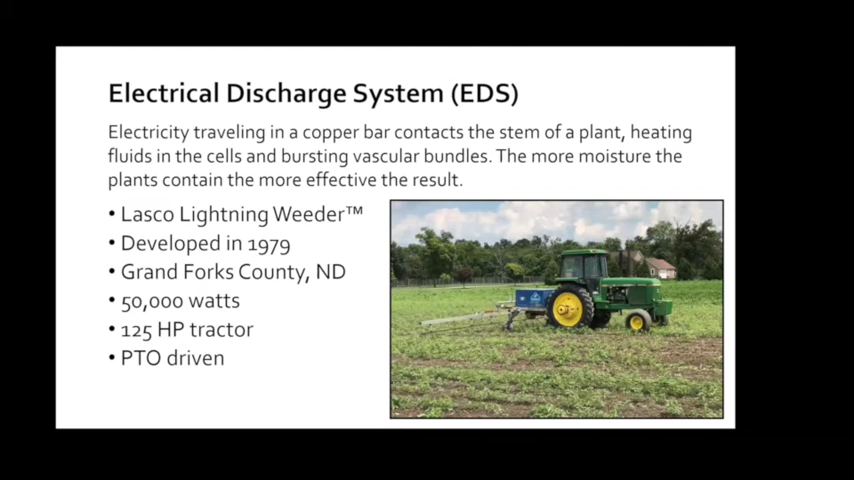 Electrical Discharge System (EDS)
Electricity traveling in a copper bar contacts the stem of a plant, heating
fluids in the cells and bursting vascular bundles. The more moisture the
plants contain the more effective the result.
• Lasco Lightning Weeder™
• Developed in 1979
• Grand Forks County, ND
• 50,000 watts
• 125 HP tractor
• PTO driven